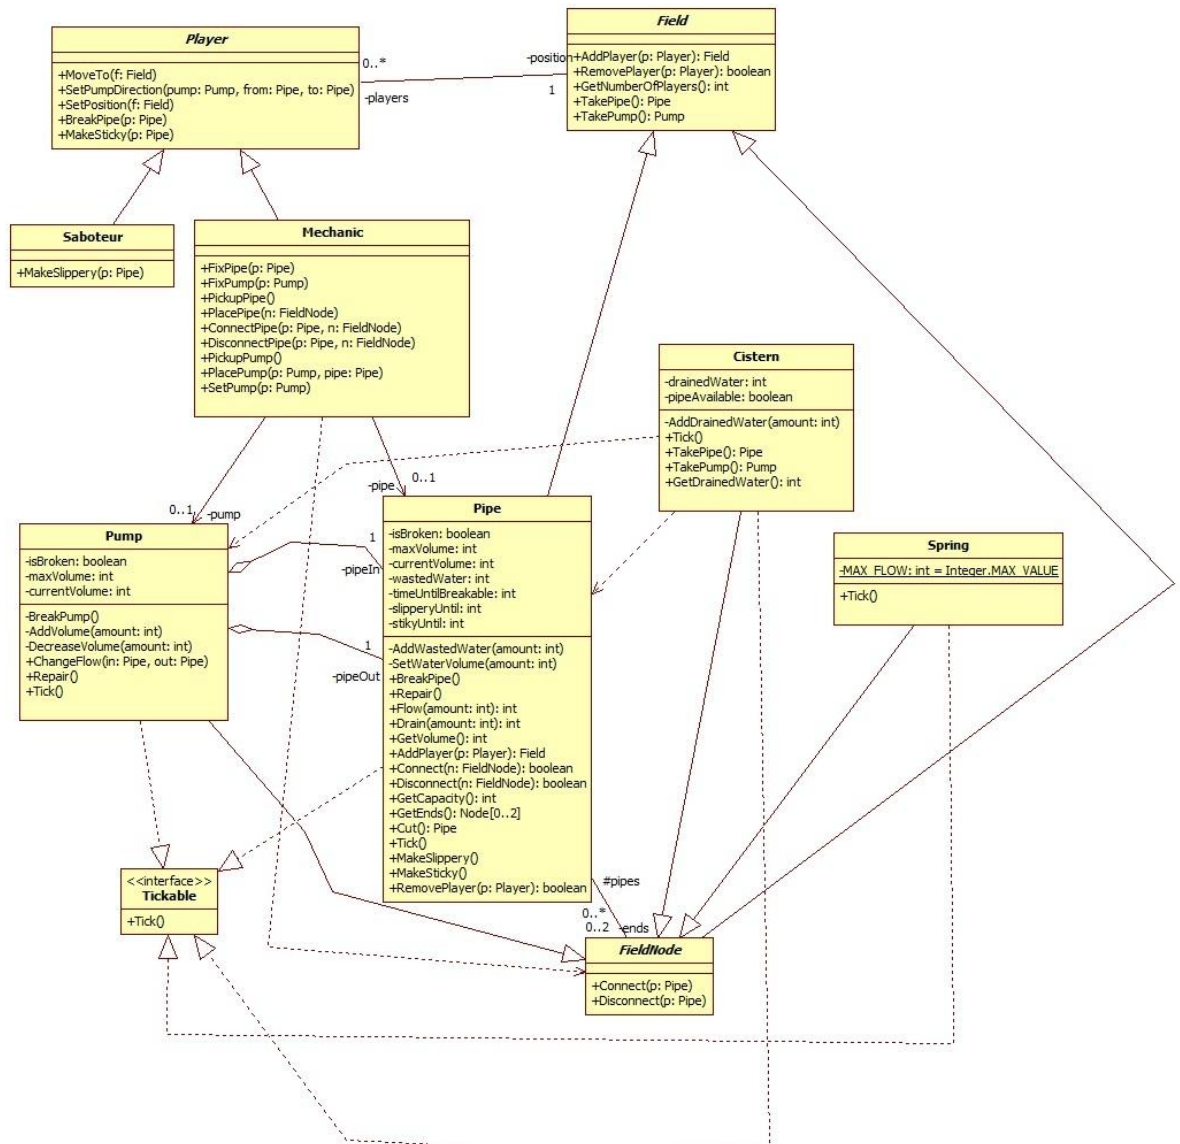 Player
+MoveTo(f: Field)
+SetPumpDirection(pump: Pump, from: Pipe, to: Pipe)
+SetPosition(f: Field)
+BreakPipe(p: Pipe)
+MakeSticky(p: Pipe)
0..*
-players
-position
1
Field
+AddPlayer(p: Player): Field
+RemovePlayer(p: Player): boolean
+GetNumberOfPlayers(): int
+TakePipe(): Pipe
+TakePump(): Pump
Saboteur
+MakeSlippery(p: Pipe)
Mechanic
+FixPipe(p: Pipe)
+FixPump(p: Pump)
+PickupPipe()
+PlacePipe(n: FieldNode)
+ConnectPipe(p: Pipe, n: FieldNode)
+DisconnectPipe(p: Pipe, n: FieldNode)
+PickupPump()
+PlacePump(p: Pump, pipe: Pipe)
+SetPump(p: Pump)
Cistern
-drainedWater: int
-pipeAvailable: boolean
-AddDrainedWater(amount: int)
+Tick()
+TakePipe(): Pipe
+TakePump(): Pump
+GetDrainedWater(): int
0..1
-pump
-pipe
0..1
Pump
-isBroken: boolean
-maxVolume: int
-currentVolume: int
-BreakPump()
-AddVolume(amount: int)
-DecreaseVolume(amount: int)
+ChangeFlow(in: Pipe, out: Pipe)
+Repair()
+Tick()
1
-pipeIn
1
-pipeOut
Pipe
-isBroken: boolean
-maxVolume: int
-currentVolume: int
-wastedWater: int
-timeUntilBreakable: int
-slipperyUntil: int
-stikyUntil: int
-AddWastedWater(amount: int)
-SetWaterVolume(amount: int)
+BreakPipe()
+Repair()
+Flow(amount: int): int
+Drain(amount: int): int
+GetVolume(): int
+AddPlayer(p: Player): Field
+Connect(n: FieldNode): boolean
+Disconnect(n: FieldNode): boolean
+GetCapacity(): int
+GetEnds(): Node[0..2]
+Cut(): Pipe
+Tick()
+MakeSlippery()
+MakeSticky()
+RemovePlayer(p: Player): boolean
Spring
-MAX_FLOW: int = Integer.MAX_VALUE
+Tick()
<<interface>>
Tickable
+Tick()
#pipes
0..*
0..2
-ends
FieldNode
+Connect(p: Pipe)
+Disconnect(p: Pipe)